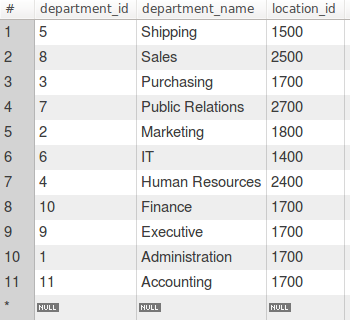 # department_id department_name location_id
1 5 Shipping 1500
2 8 Sales 2500
3 3 Purchasing 1700
4 7 Public Relations 2700
5 2 Marketing 1800
6 6 IT 1400
7 4 Human Resources 2400
8 10 Finance 1700
9 9 Executive 1700
10 1 Administration 1700
11 11 Accounting 1700
* NULL NULL NULL